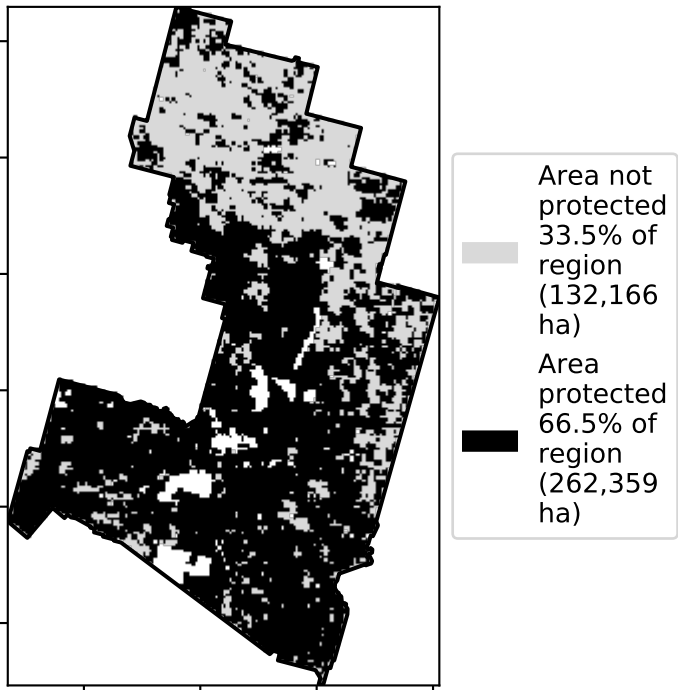 Area not
protected
33.5% of
region
(132,166
ha)
Area
protected
66.5% of
region
(262,359
ha)